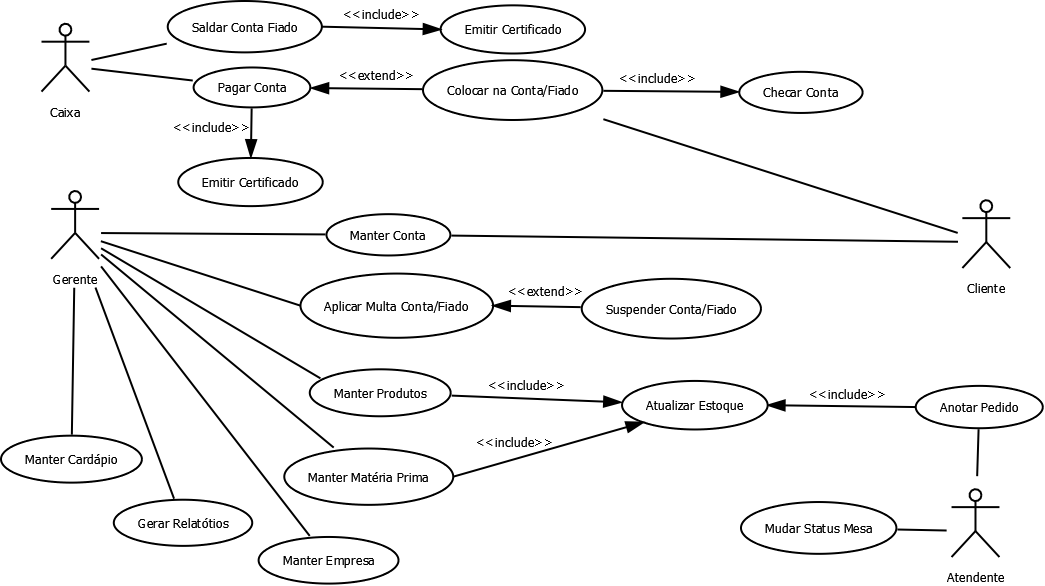 <<include>>
Saldar Conta Fiado
Emitir Certificado
<<extend>>
<<include>>
Pagar Conta
Colocar na Conta/Fiado
Checar Conta
Caixa
<<include>>
Emitir Certificado
Manter Conta
Gerente
Cliente
<<extend>>
Aplicar Multa Conta/Fiado
Suspender Conta/Fiado
<<include>>
<<include>>
Manter Produtos
Atualizar Estoque
Anotar Pedido
<<include>>
Manter Cardápio
Manter Matéria Prima
Gerar Relatótios
Mudar Status Mesa
Manter Empresa
Atendente